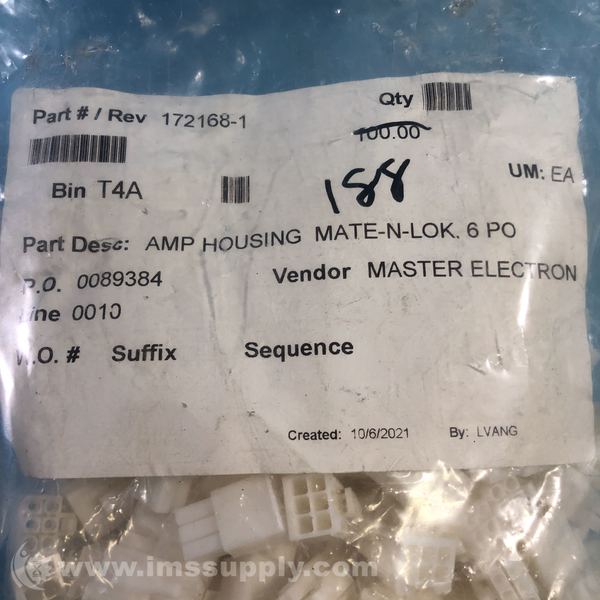 Part # / Rev 172168-1
Qty
100.00
188
Bin T4A
UM: EA
Part Desc: AMP HOUSING MATE-N-LOK, 6 PO
P.O. 0089384
Vendor MASTER ELECTRON
Line 0010
W.O. # Suffix Sequence
Created: 10/6/2021 By: LVANG
www.imssupply.com